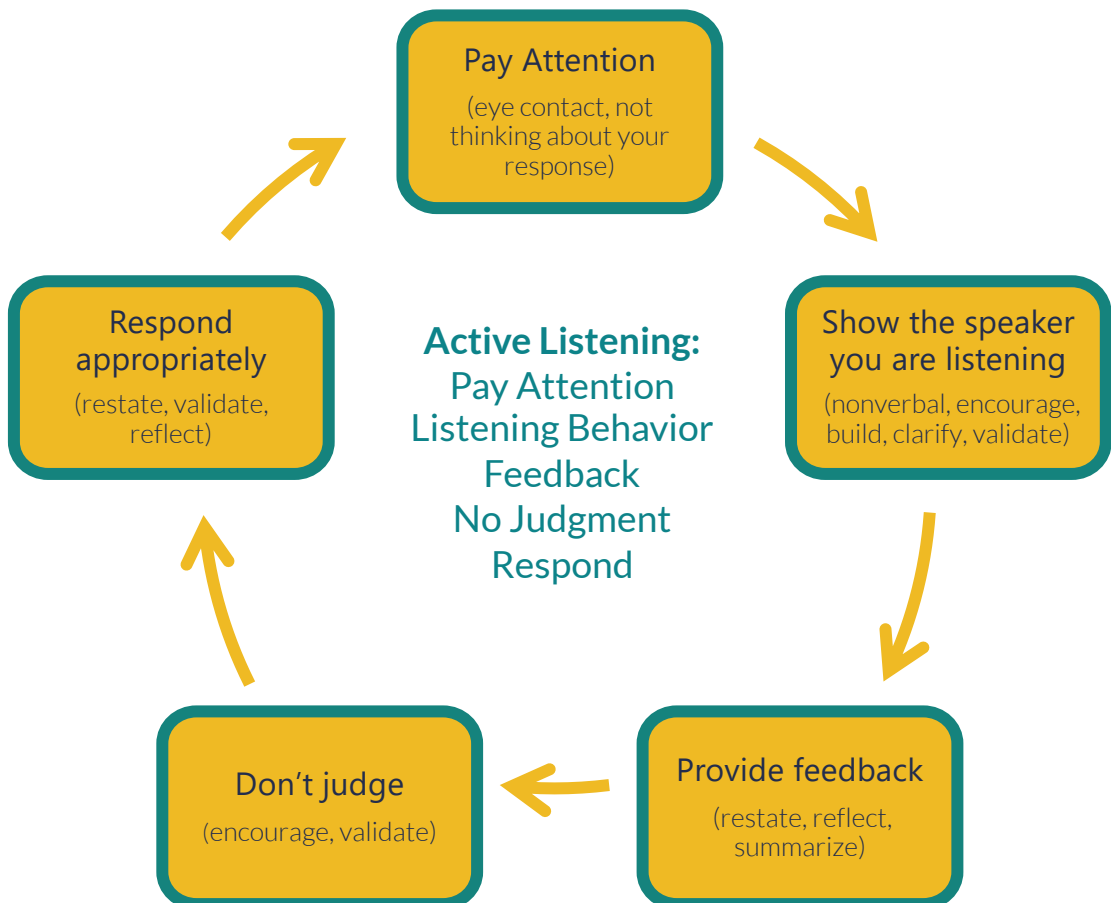 Pay Attention
(eye contact, not
thinking about your
response)
Show the speaker
you are listening
(nonverbal, encourage,
build, clarify, validate)
Provide feedback
(restate, reflect,
summarize)
Don't judge
(encourage, validate)
Respond
appropriately
(restate, validate,
reflect)
Active Listening:
Pay Attention
Listening Behavior
Feedback
No Judgment
Respond